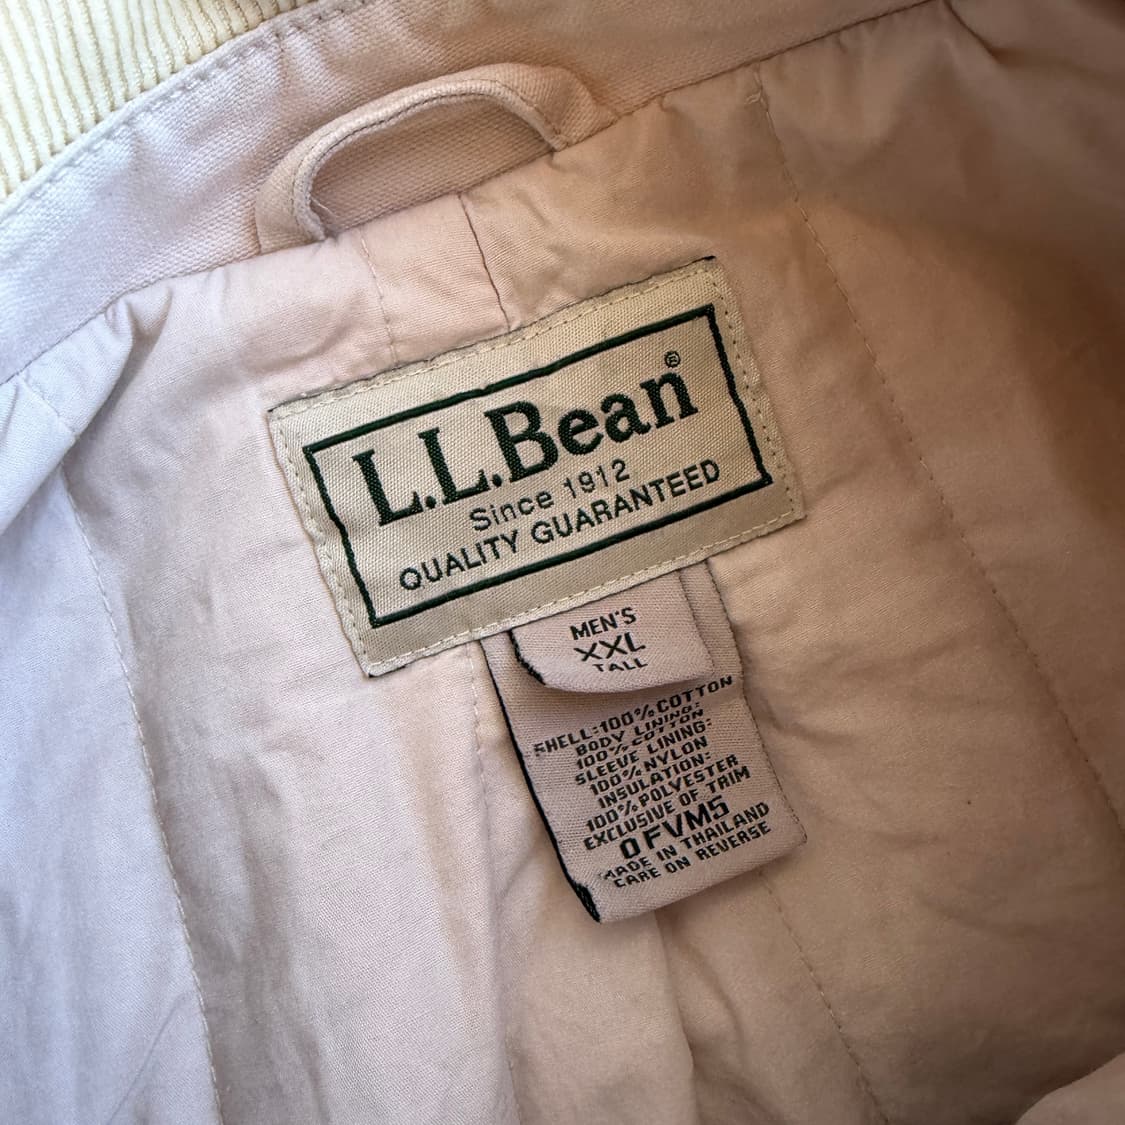 L.L.Bean®
Since 1912
QUALITY GUARANTEED
MEN'S
XXL
TALL
SHELL:100%COTTON
BODY LINING:
100%COTTON
SLEEVE LINING:
100%NYLON
INSULATION:
100%POLYESTER
EXCLUSIVE OF TRIM
0FVM5
MADE IN THAILAND
CARE ON REVERSE